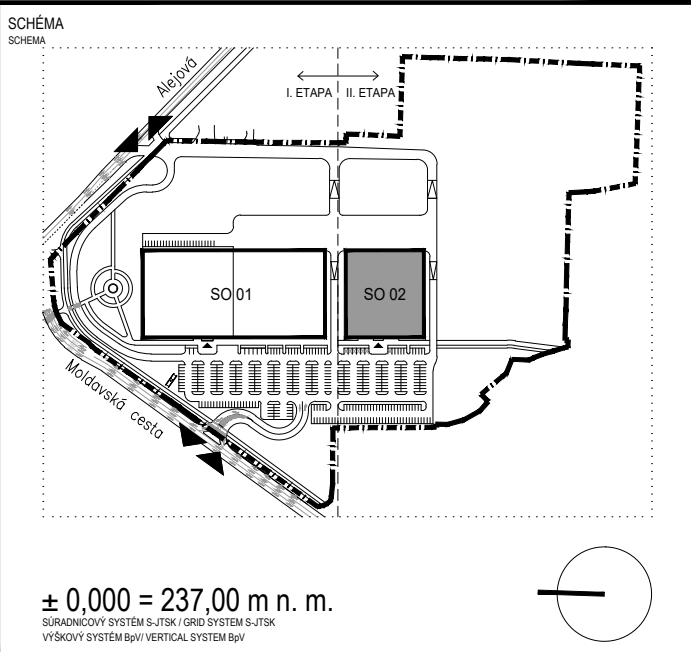 SCHÉMA
SCHEMA
Alejová
I. ETAPA
II. ETAPA
SO 01
SO 02
Moldavská cesta
± 0,000 = 237,00 m n. m.
SÚRADNICOVÝ SYSTÉM S-JTSK / GRID SYSTEM S-JTSK
VÝŠKOVÝ SYSTÉM BpV/ VERTICAL SYSTEM BpV